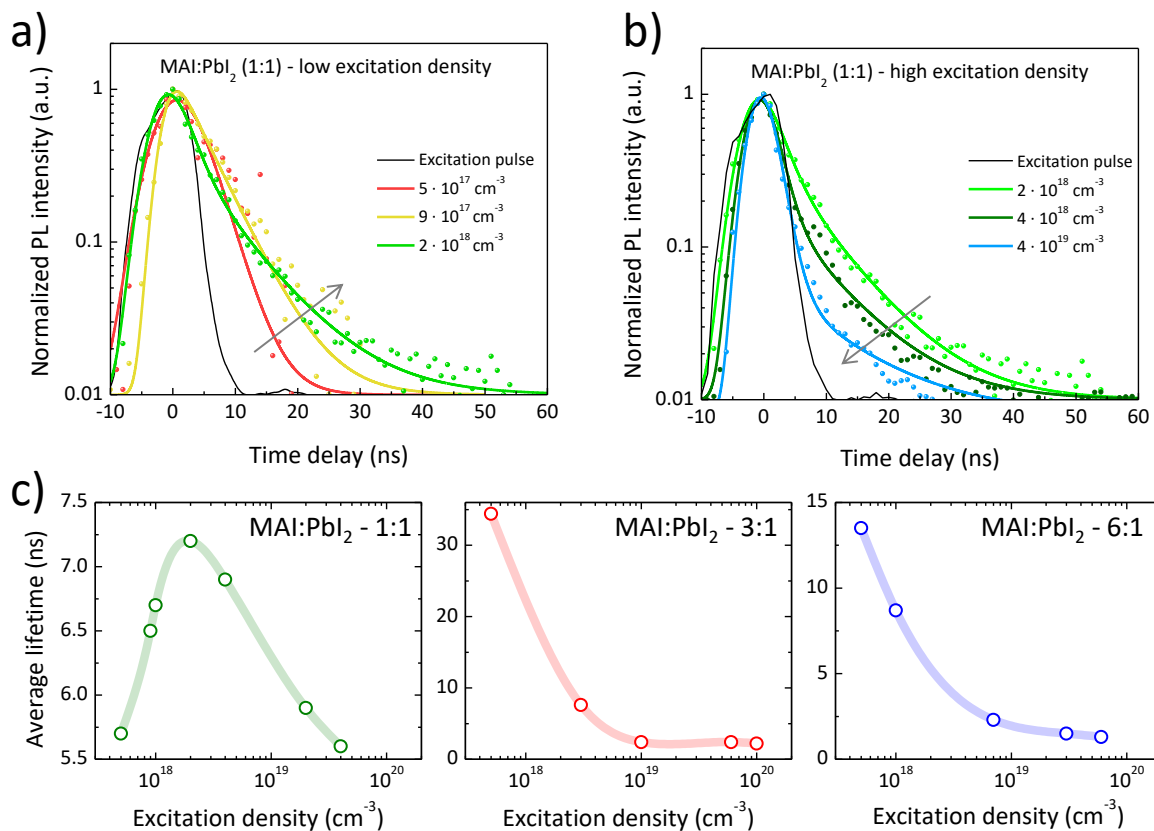 a)
MAI:PbI2 (1:1) - low excitation density
Normalized PL intensity (a.u.)
1
0.1
0.01
Excitation pulse
5 · 10^17 cm^-3
9 · 10^17 cm^-3
2 · 10^18 cm^-3
-10 0 10 20 30 40 50 60
Time delay (ns)
b)
MAI:PbI2 (1:1) - high excitation density
Normalized PL intensity (a.u.)
1
0.1
0.01
Excitation pulse
2 · 10^18 cm^-3
4 · 10^18 cm^-3
4 · 10^19 cm^-3
-10 0 10 20 30 40 50 60
Time delay (ns)
c)
MAI:PbI2 - 1:1
Average lifetime (ns)
7.5
7.0
6.5
6.0
5.5
10^18 10^19 10^20
Excitation density (cm^-3)
MAI:PbI2 - 3:1
30
20
10
0
10^18 10^19 10^20
Excitation density (cm^-3)
MAI:PbI2 - 6:1
15
10
5
0
10^18 10^19 10^20
Excitation density (cm^-3)